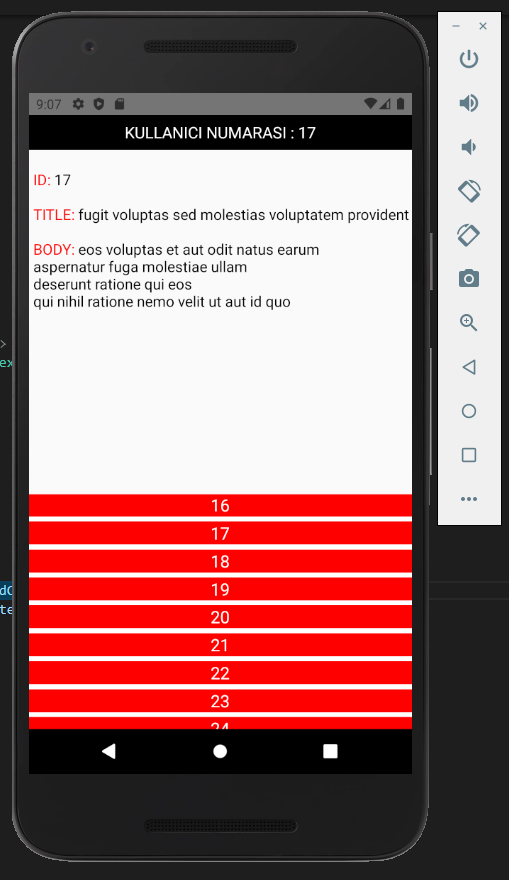 9:07
KULLANICI NUMARASI : 17
ID: 17
TITLE: fugit voluptas sed molestias voluptatem provident
BODY: eos voluptas et aut odit natus earum
aspernatur fuga molestiae ullam
deserunt ratione qui eos
qui nihil ratione nemo velit ut aut id quo
16
17
18
19
20
21
22
23
24